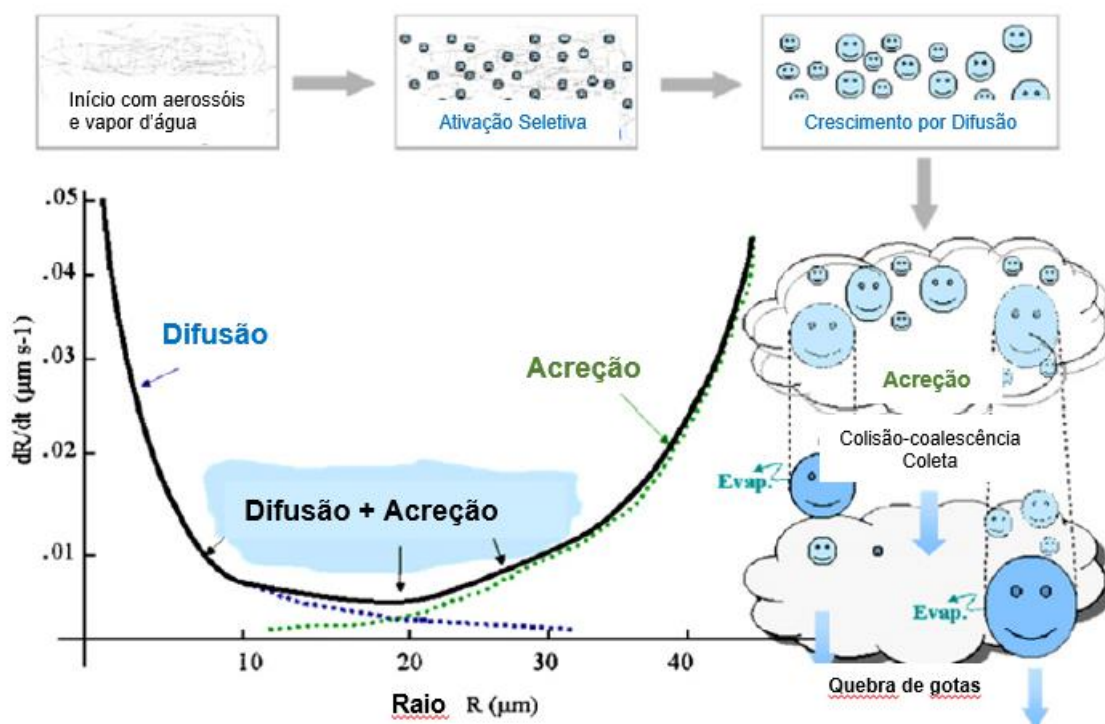 Início com aerossóis
e vapor d'água
Ativação Seletiva
Crescimento por Difusão
.05
.04
.03
.02
.01
dR/dt (µm s-1)
Difusão
Acreção
Difusão + Acreção
10
20
30
40
Raio R (µm)
Acreção
Colisão-coalescência
Coleta
Evap.
Evap.
Quebra de gotas